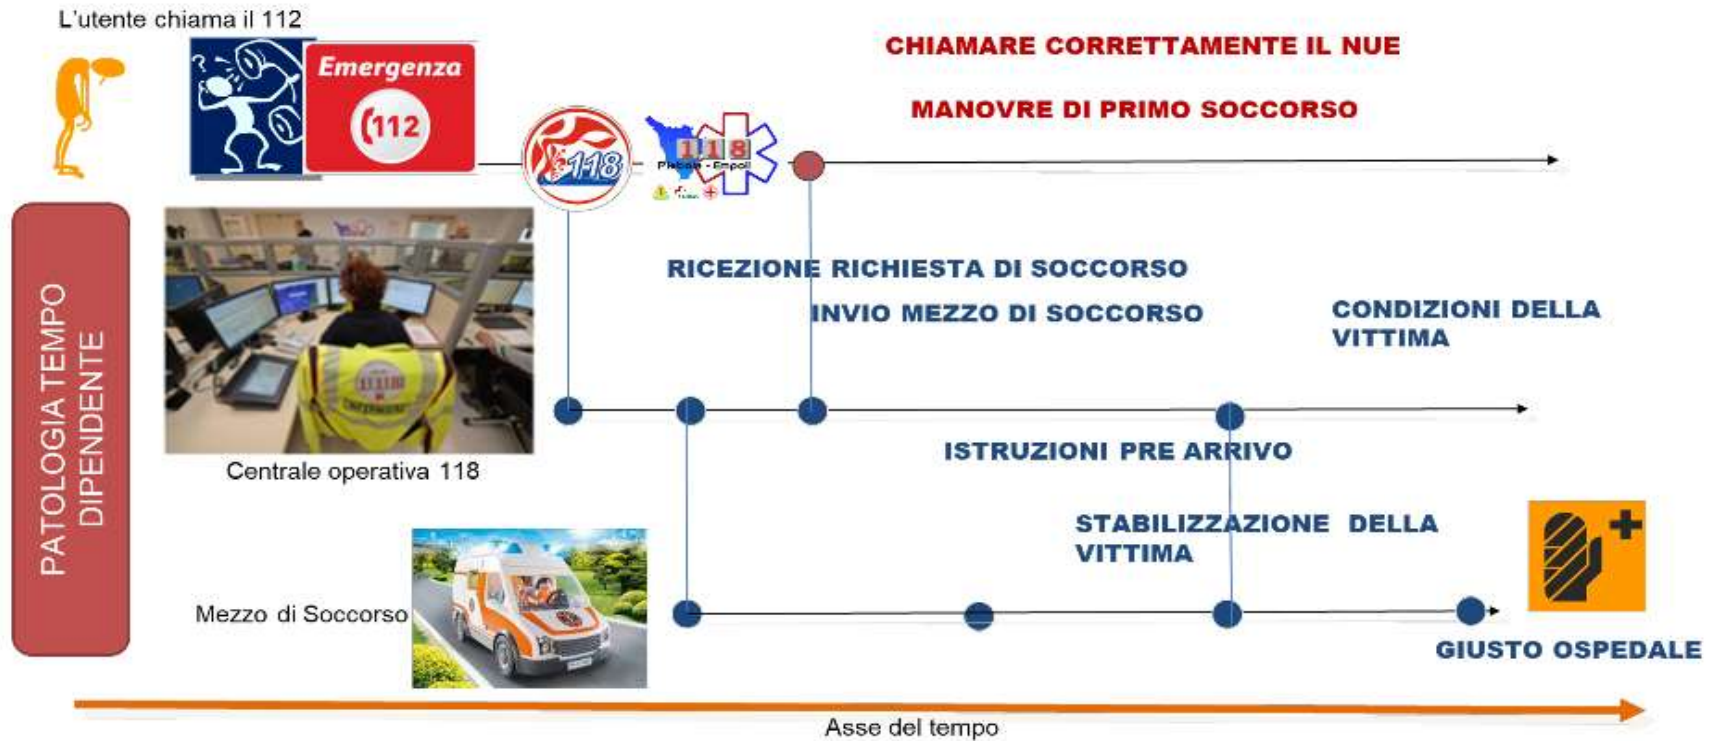 L'utente chiama il 112
Emergenza
112
118
118
Empoli
CHIAMARE CORRETTAMENTE IL NUE
MANOVRE DI PRIMO SOCCORSO
PATOLOGIA TEMPO
DIPENDENTE
RICEZIONE RICHIESTA DI SOCCORSO
INVIO MEZZO DI SOCCORSO
CONDIZIONI DELLA
VITTIMA
Centrale operativa 118
ISTRUZIONI PRE ARRIVO
STABILIZZAZIONE DELLA
VITTIMA
Mezzo di Soccorso
GIUSTO OSPEDALE
Asse del tempo